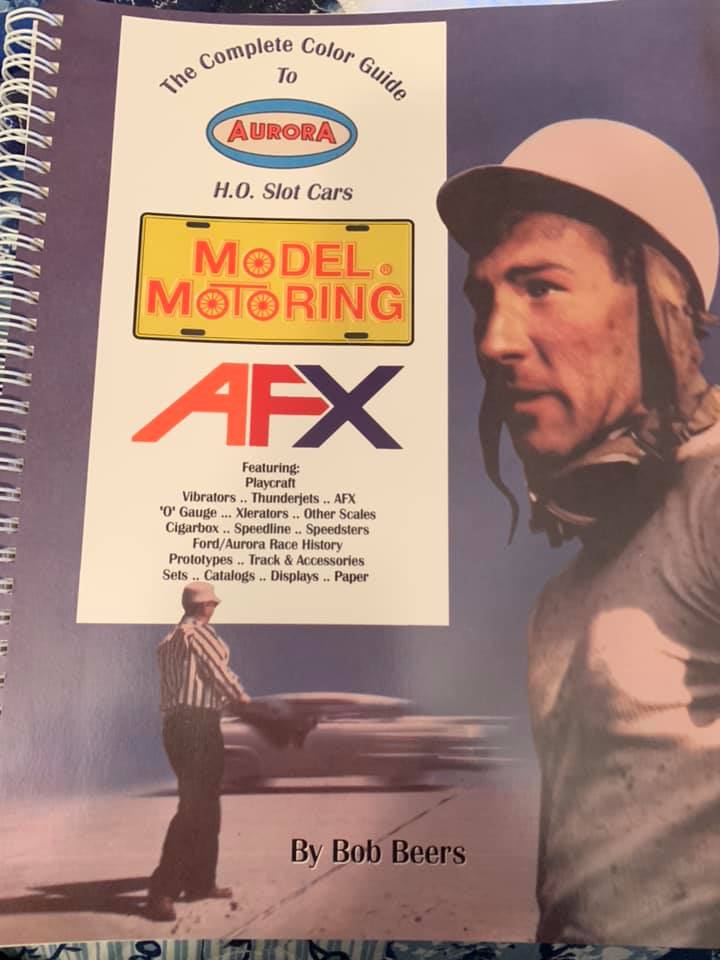 The Complete Color Guide
To
AURORA
H.O. Slot Cars
MODEL ®
MOTORING
AFX
Featuring:
Playcraft
Vibrators .. Thunderjets .. AFX
'O' Gauge ... Xlerators .. Other Scales
Cigarbox .. Speedline .. Speedsters
Ford/Aurora Race History
Prototypes .. Track & Accessories
Sets .. Catalogs .. Displays .. Paper
By Bob Beers